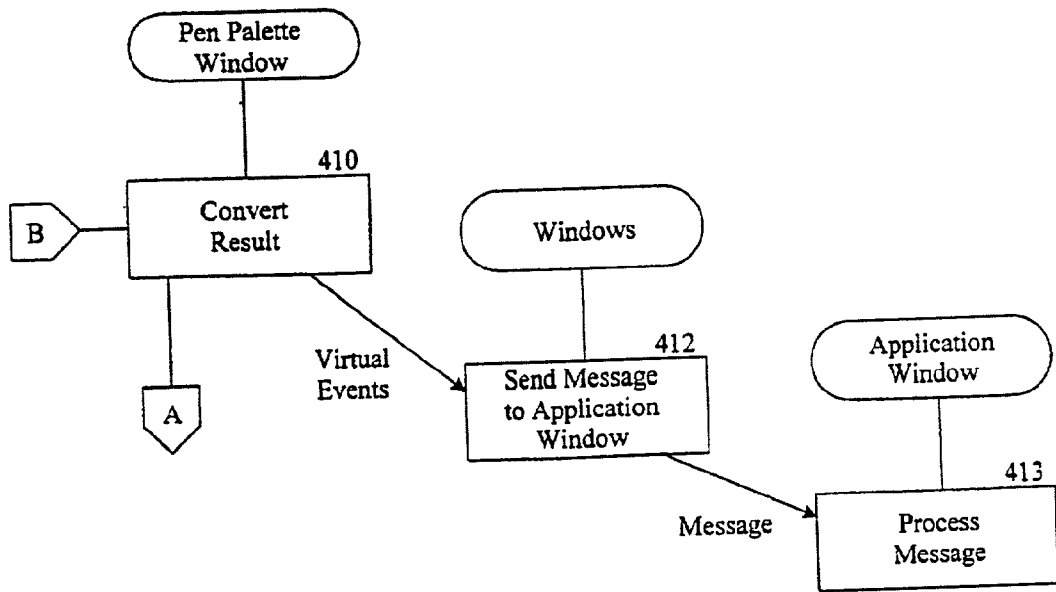 Pen Palette
Window
410
Convert
Result
B
Windows
A
Virtual
Events
412
Send Message
to Application
Window
Application
Window
Message
413
Process
Message